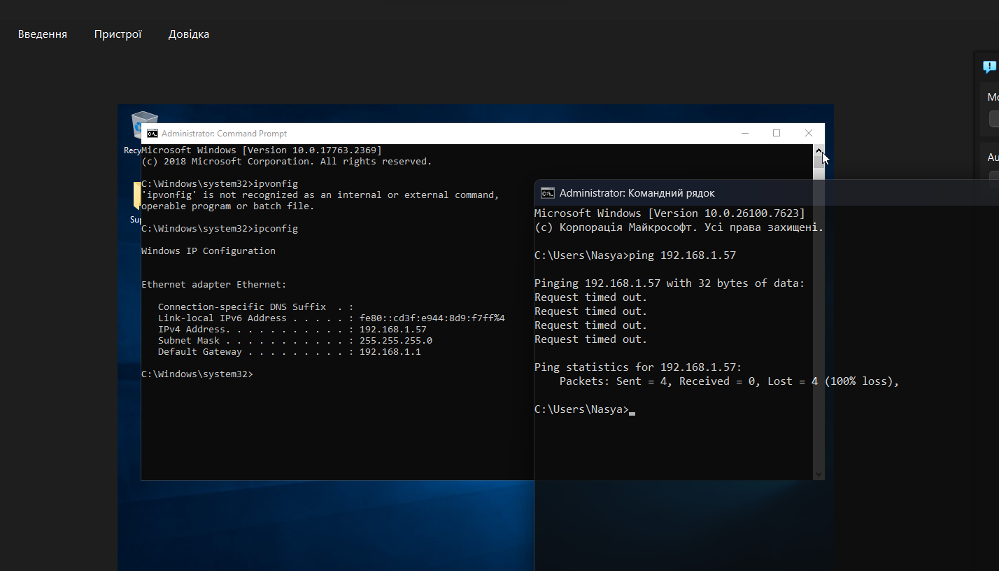 Введення Пристрої Довідка
Administrator: Command Prompt
Microsoft Windows [Version 10.0.17763.2369]
(c) 2018 Microsoft Corporation. All rights reserved.
C:\Windows\system32>ipvonfig
'ipvonfig' is not recognized as an internal or external command,
operable program or batch file.
C:\Windows\system32>ipconfig
Windows IP Configuration
Ethernet adapter Ethernet:
Connection-specific DNS Suffix . :
Link-local IPv6 Address . . . . . : fe80::cd3f:e944:8d9:f7ff%4
IPv4 Address. . . . . . . . . . . : 192.168.1.57
Subnet Mask . . . . . . . . . . . : 255.255.255.0
Default Gateway . . . . . . . . . : 192.168.1.1
C:\Windows\system32>
Administrator: Командний рядок
Microsoft Windows [Version 10.0.26100.7623]
(c) Корпорація Майкрософт. Усі права захищені.
C:\Users\Nasya>ping 192.168.1.57
Pinging 192.168.1.57 with 32 bytes of data:
Request timed out.
Request timed out.
Request timed out.
Request timed out.
Ping statistics for 192.168.1.57:
Packets: Sent = 4, Received = 0, Lost = 4 (100% loss),
C:\Users\Nasya>